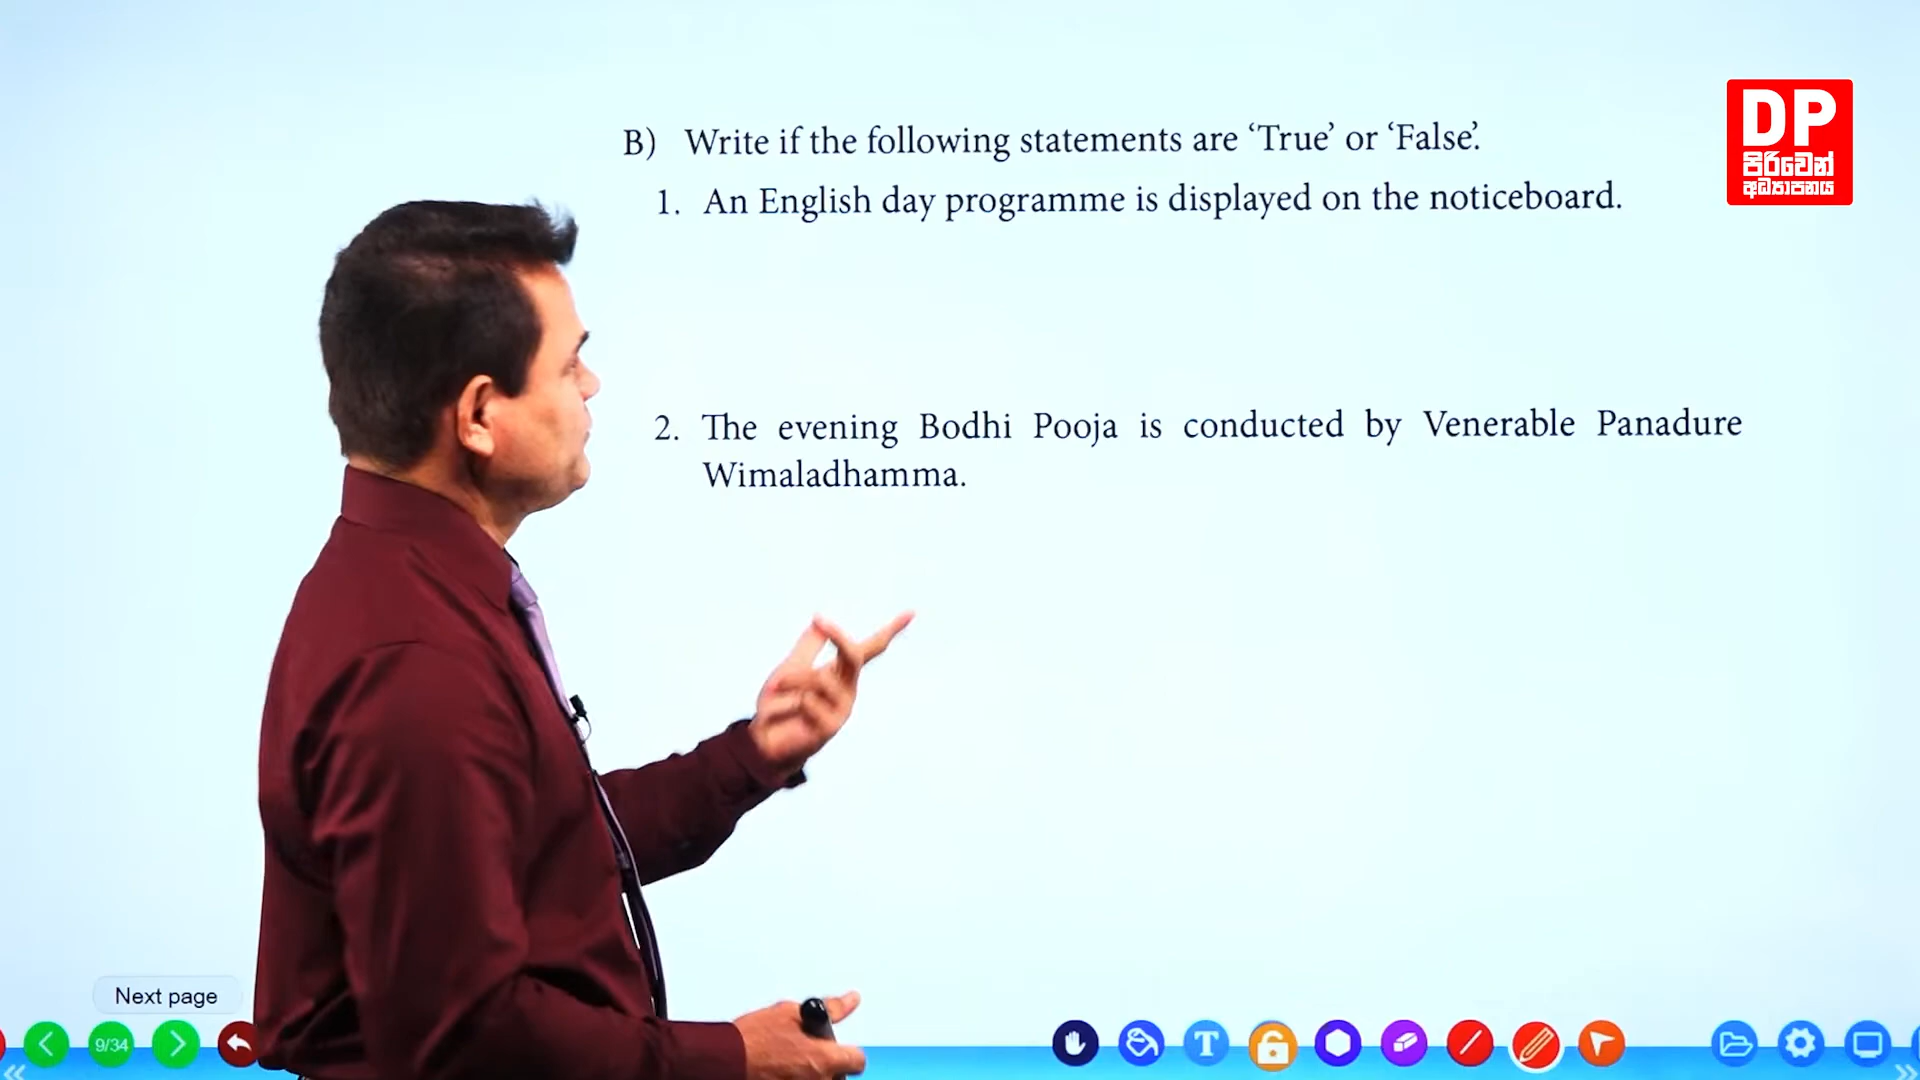 DP
පිරිවෙන්
අධ්‍යාපනය
B) Write if the following statements are ‘True’ or ‘False’.
1. An English day programme is displayed on the noticeboard.
2. The evening Bodhi Pooja is conducted by Venerable Panadure
Wimaladhamma.
Next page
9/34
T